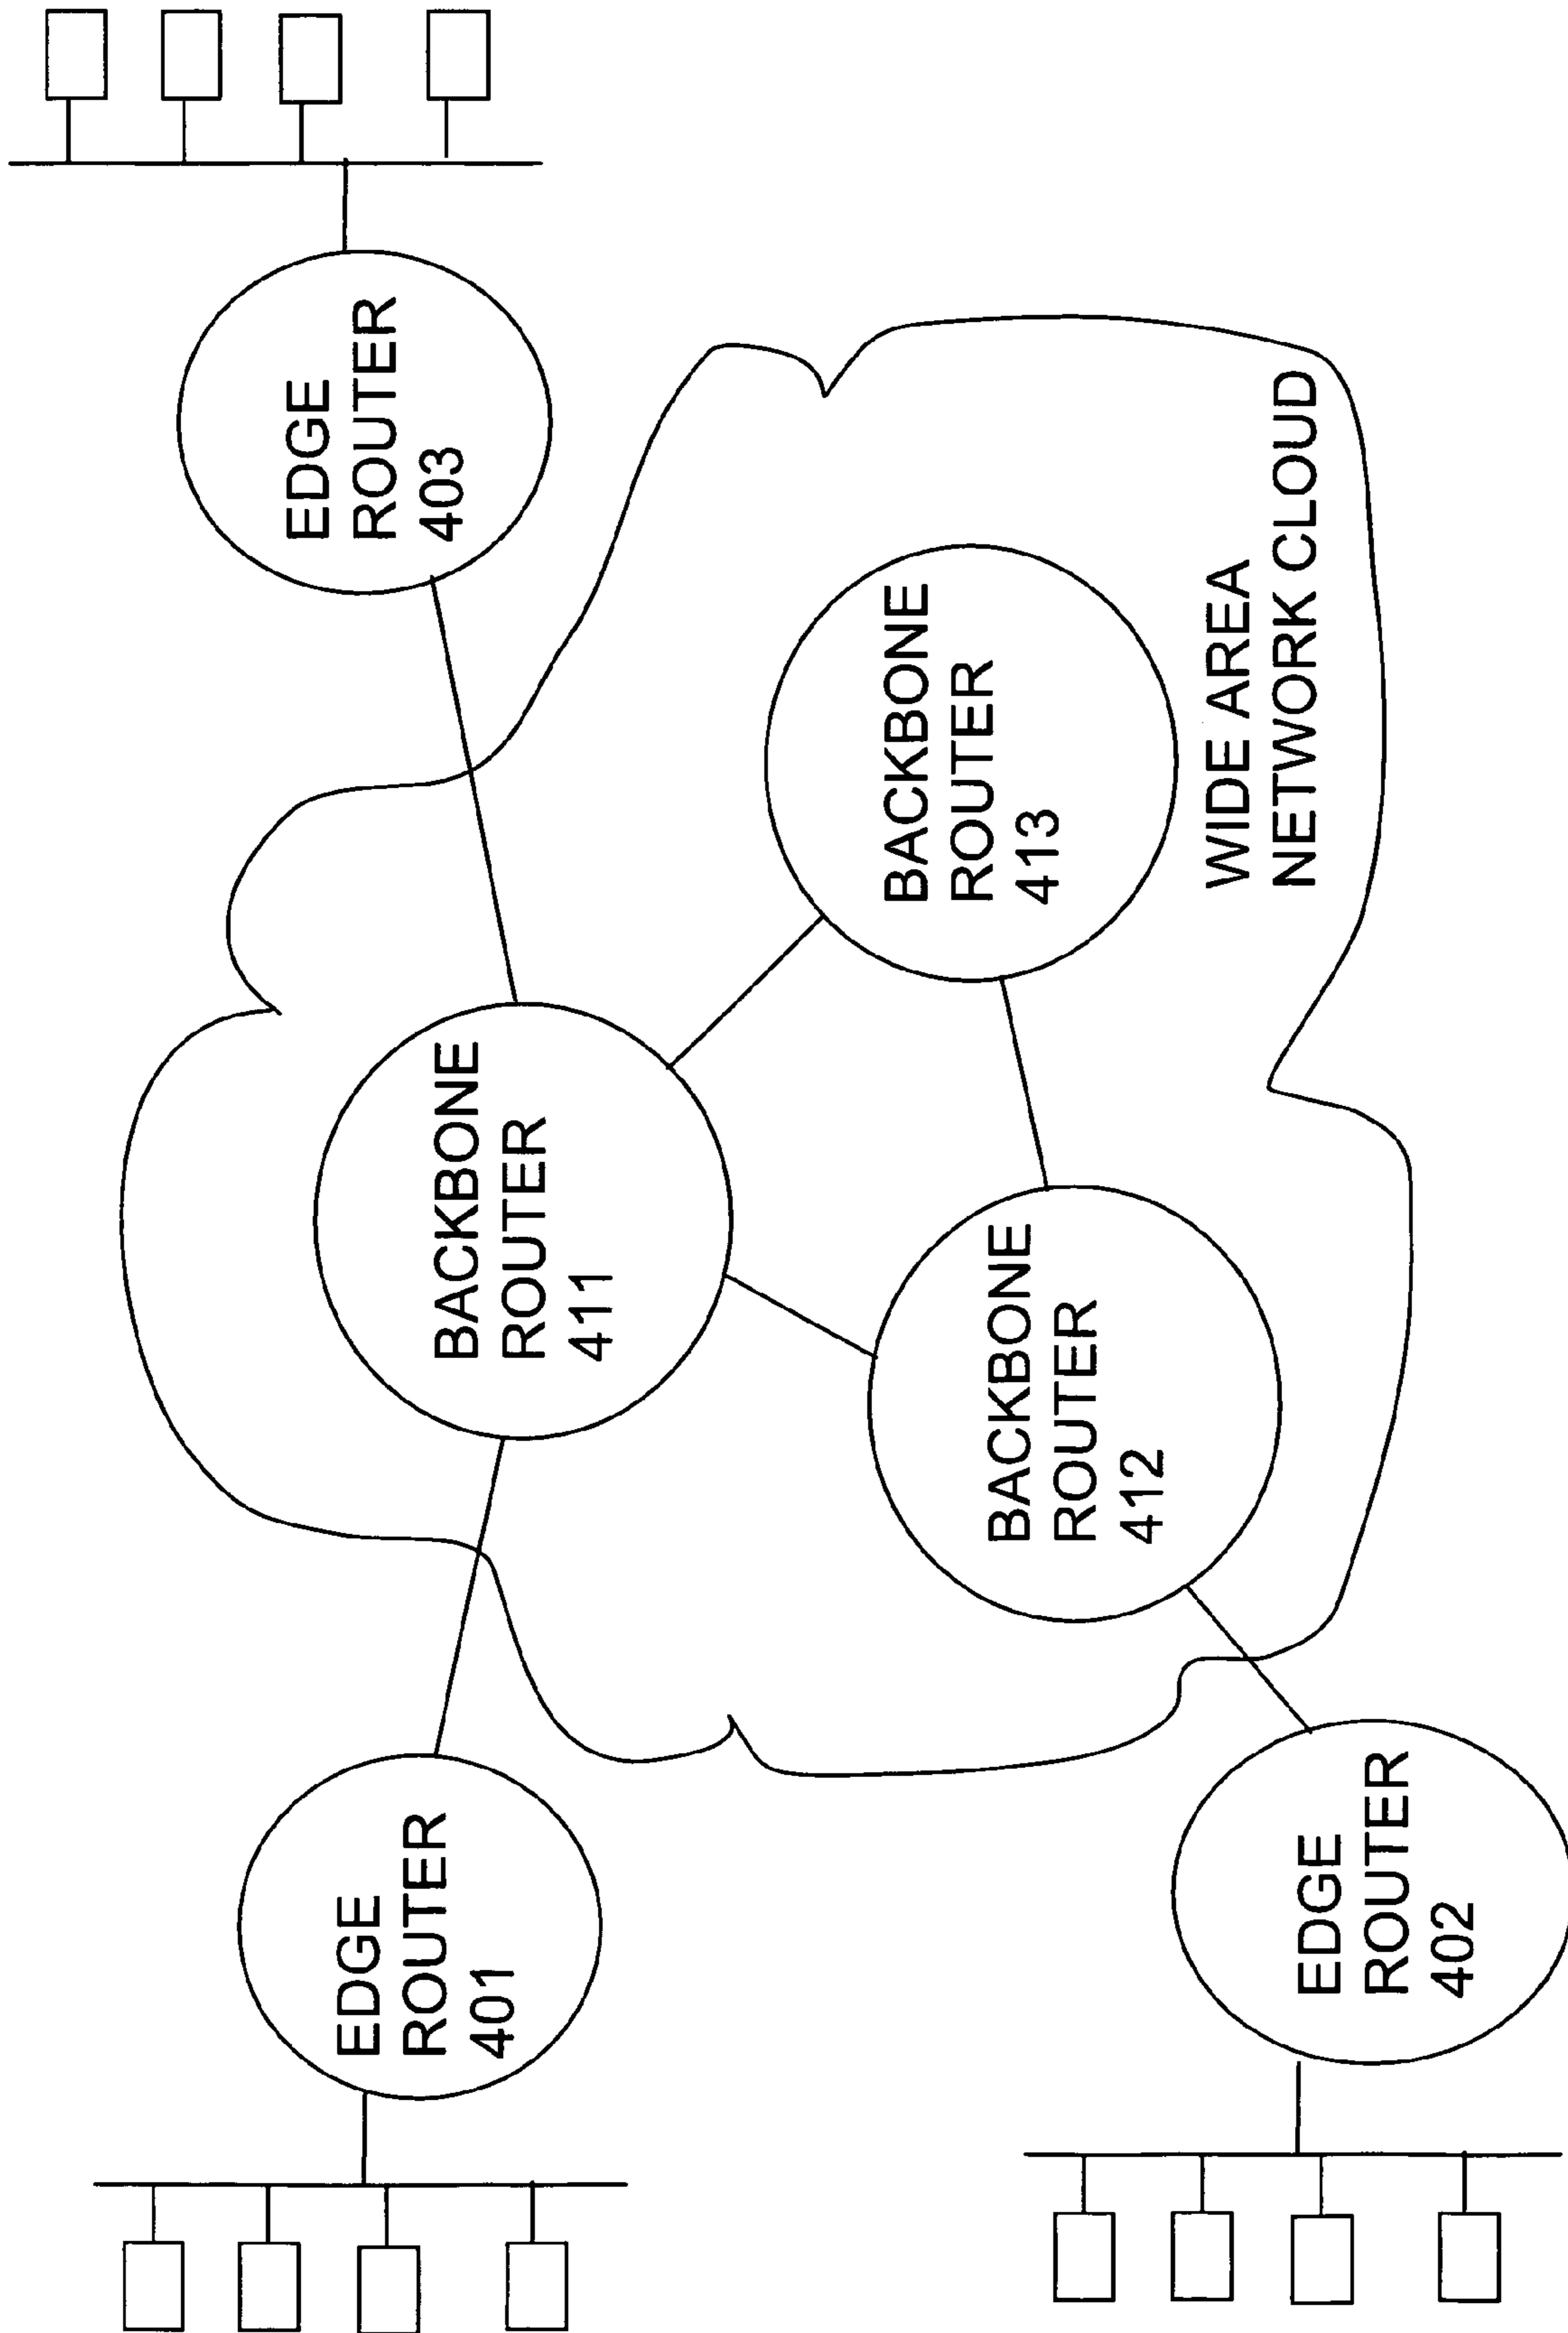 EDGE
ROUTER
401
BACKBONE
ROUTER
411
EDGE
ROUTER
403
BACKBONE
ROUTER
413
BACKBONE
ROUTER
412
WIDE AREA
NETWORK CLOUD
EDGE
ROUTER
402